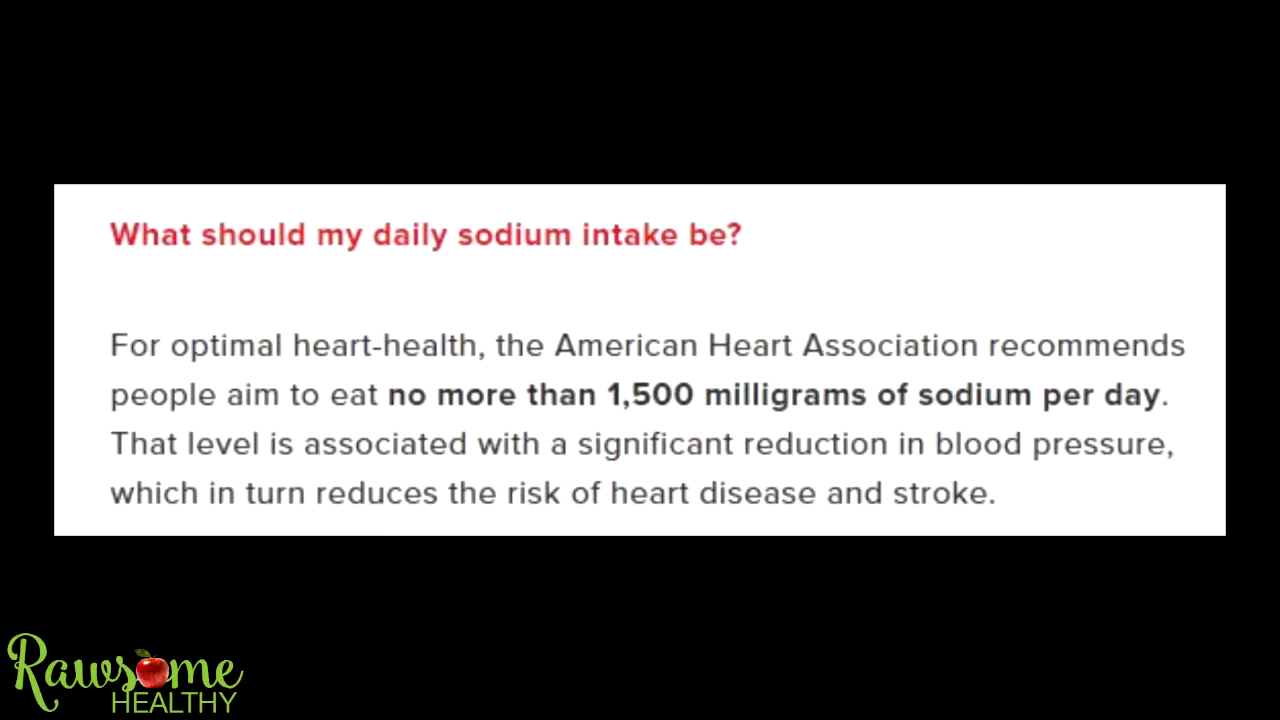 What should my daily sodium intake be?
For optimal heart-health, the American Heart Association recommends
people aim to eat no more than 1,500 milligrams of sodium per day.
That level is associated with a significant reduction in blood pressure,
which in turn reduces the risk of heart disease and stroke.
Rawsome
HEALTHY